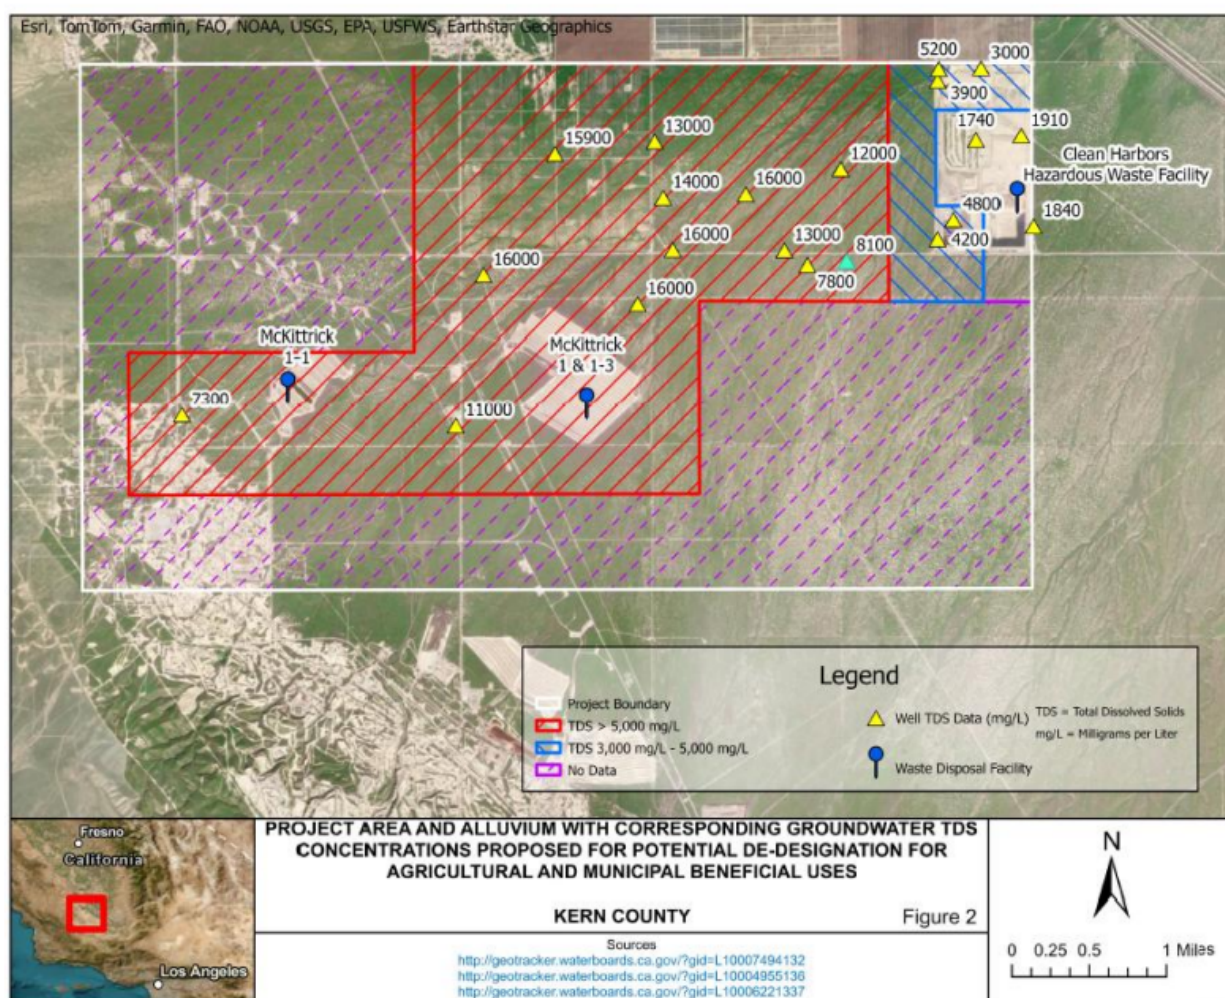 Esri, TomTom, Garmin, FAO, NOAA, USGS, EPA, USFWS, Earthstar Geographics
5200
3000
3900
1740
1910
15900
13000
12000
Clean Harbors
Hazardous Waste Facility
14000
16000
4800
1840
4200
16000
13000
8100
7800
16000
16000
McKittrick
1-1
McKittrick
1 & 1-3
7300
11000
Legend
Project Boundary
TDS > 5,000 mg/L
TDS 3,000 mg/L - 5,000 mg/L
No Data
Well TDS Data (mg/L)
Waste Disposal Facility
TDS = Total Dissolved Solids
mg/L = Milligrams per Liter
Fresno
California
Los Angeles
PROJECT AREA AND ALLUVIUM WITH CORRESPONDING GROUNDWATER TDS
CONCENTRATIONS PROPOSED FOR POTENTIAL DE-DESIGNATION FOR
AGRICULTURAL AND MUNICIPAL BENEFICIAL USES
KERN COUNTY
Figure 2
Sources
http://geotracker.waterboards.ca.gov/?gid=L10007494132
http://geotracker.waterboards.ca.gov/?gid=L10004955136
http://geotracker.waterboards.ca.gov/?gid=L10006221337
N
0 0.25 0.5 1 Miles